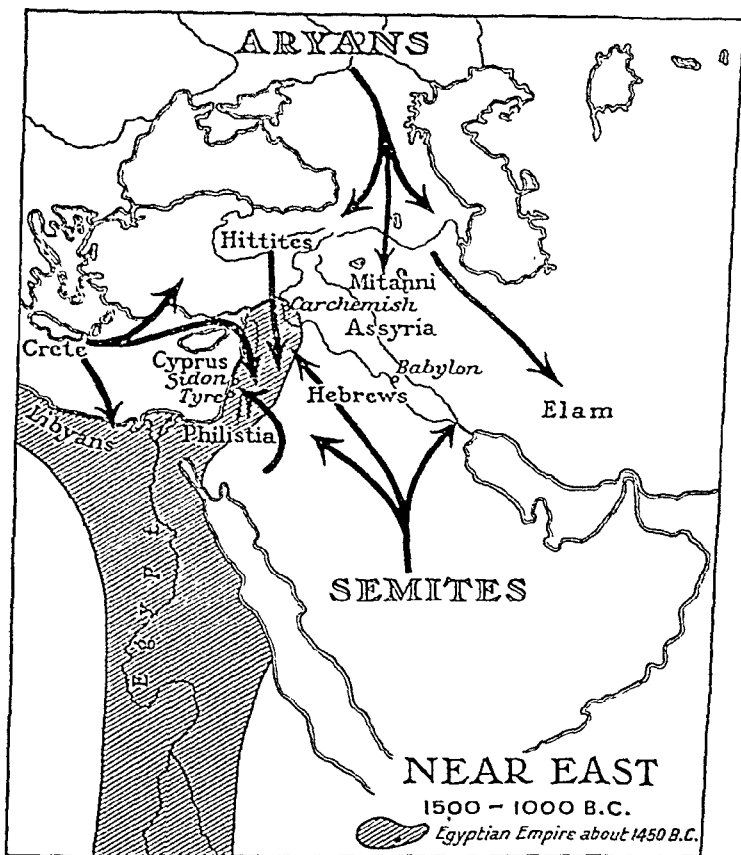 ARYANS
Hittites
Mitanni
Carchemish
Assyria
Crete
Cyprus
Sidon
Tyre
Babylon
Hebrews
Elam
Libyans
Philistia
Egypt
SEMITES
NEAR EAST
1500 - 1000 B.C.
Egyptian Empire about 1450 B.C.